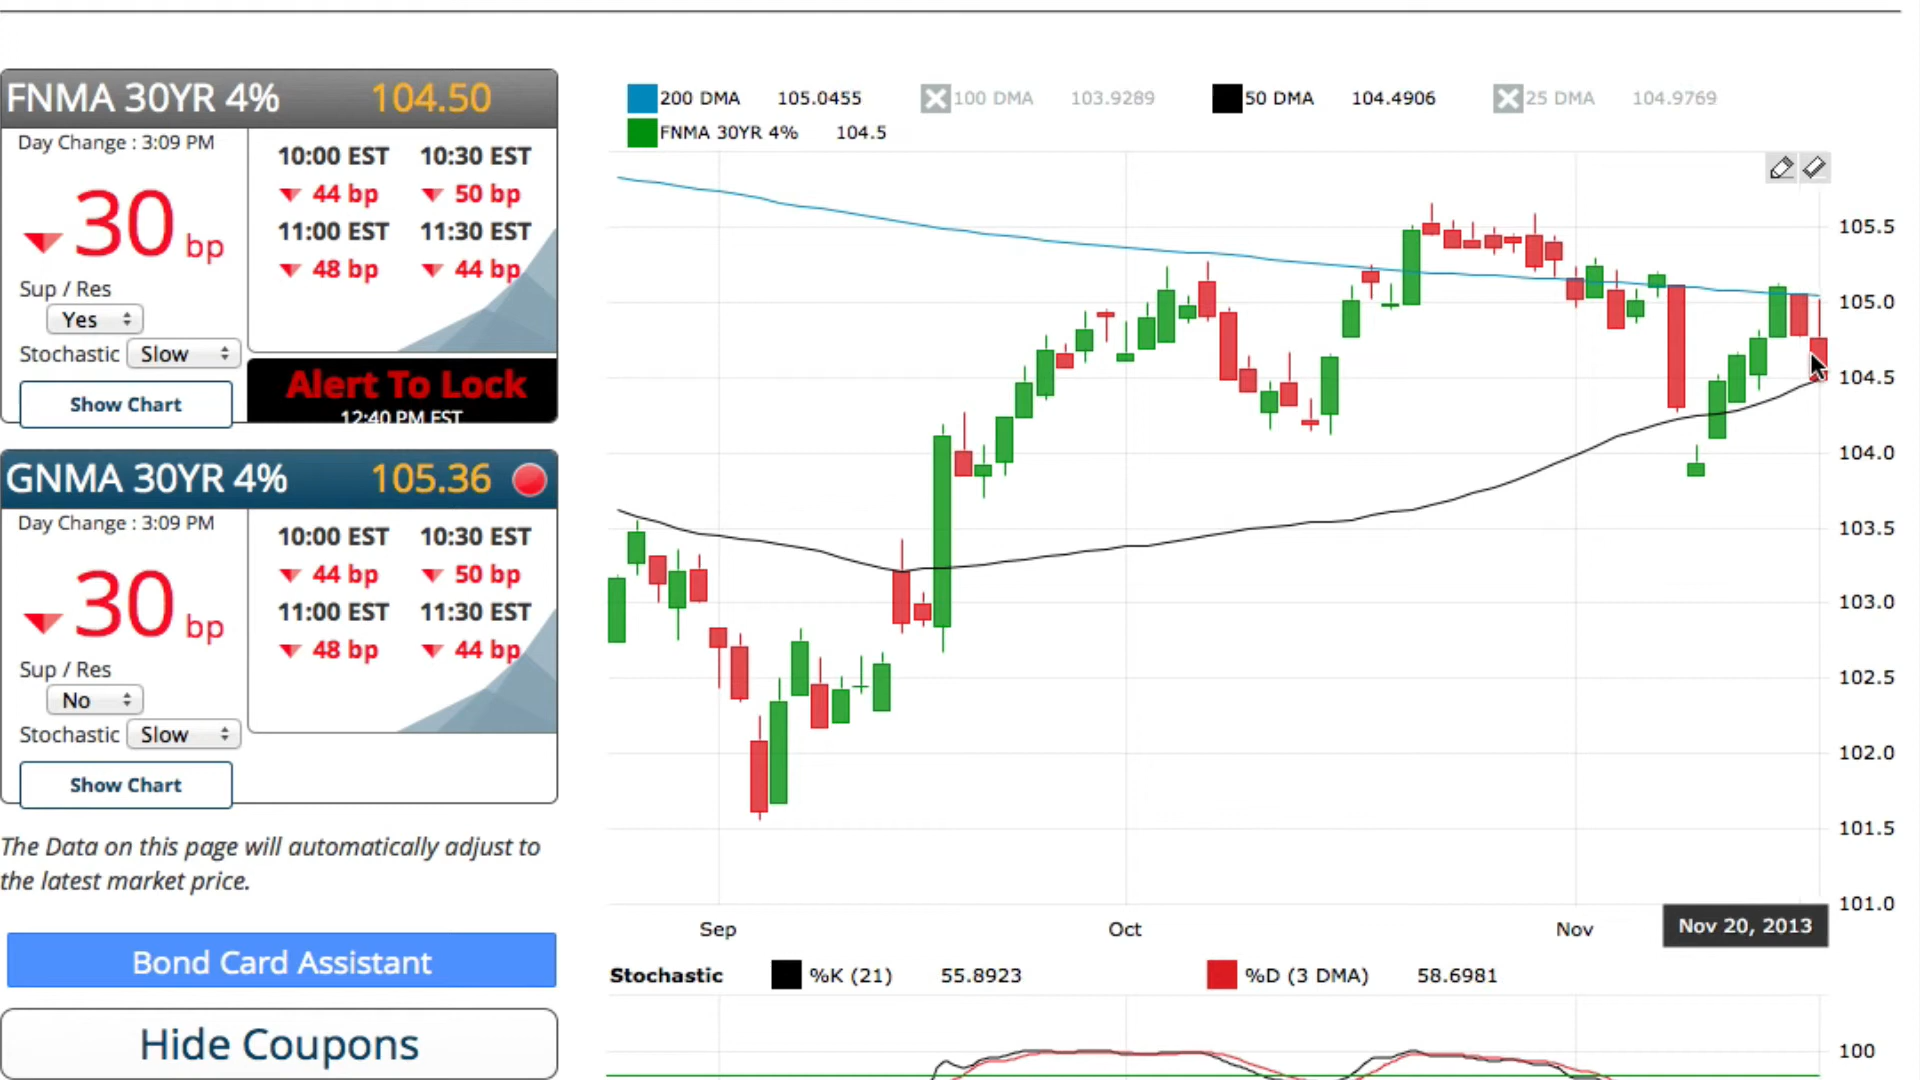 FNMA 30YR 4% 104.50
Day Change : 3:09 PM
30 bp
10:00 EST 10:30 EST
44 bp 50 bp
11:00 EST 11:30 EST
48 bp 44 bp
Sup / Res
Yes
Stochastic Slow
Show Chart
Alert To Lock
12:40 PM EST
GNMA 30YR 4% 105.36
Day Change : 3:09 PM
30 bp
10:00 EST 10:30 EST
44 bp 50 bp
11:00 EST 11:30 EST
48 bp 44 bp
Sup / Res
No
Stochastic Slow
Show Chart
The Data on this page will automatically adjust to
the latest market price.
Bond Card Assistant
Hide Coupons
200 DMA 105.0455 100 DMA 103.9289 50 DMA 104.4906 25 DMA 104.9769
FNMA 30YR 4% 104.5
105.5
105.0
104.5
104.0
103.5
103.0
102.5
102.0
101.5
101.0
Sep Oct Nov Nov 20, 2013
Stochastic %K (21) 55.8923 %D (3 DMA) 58.6981
100